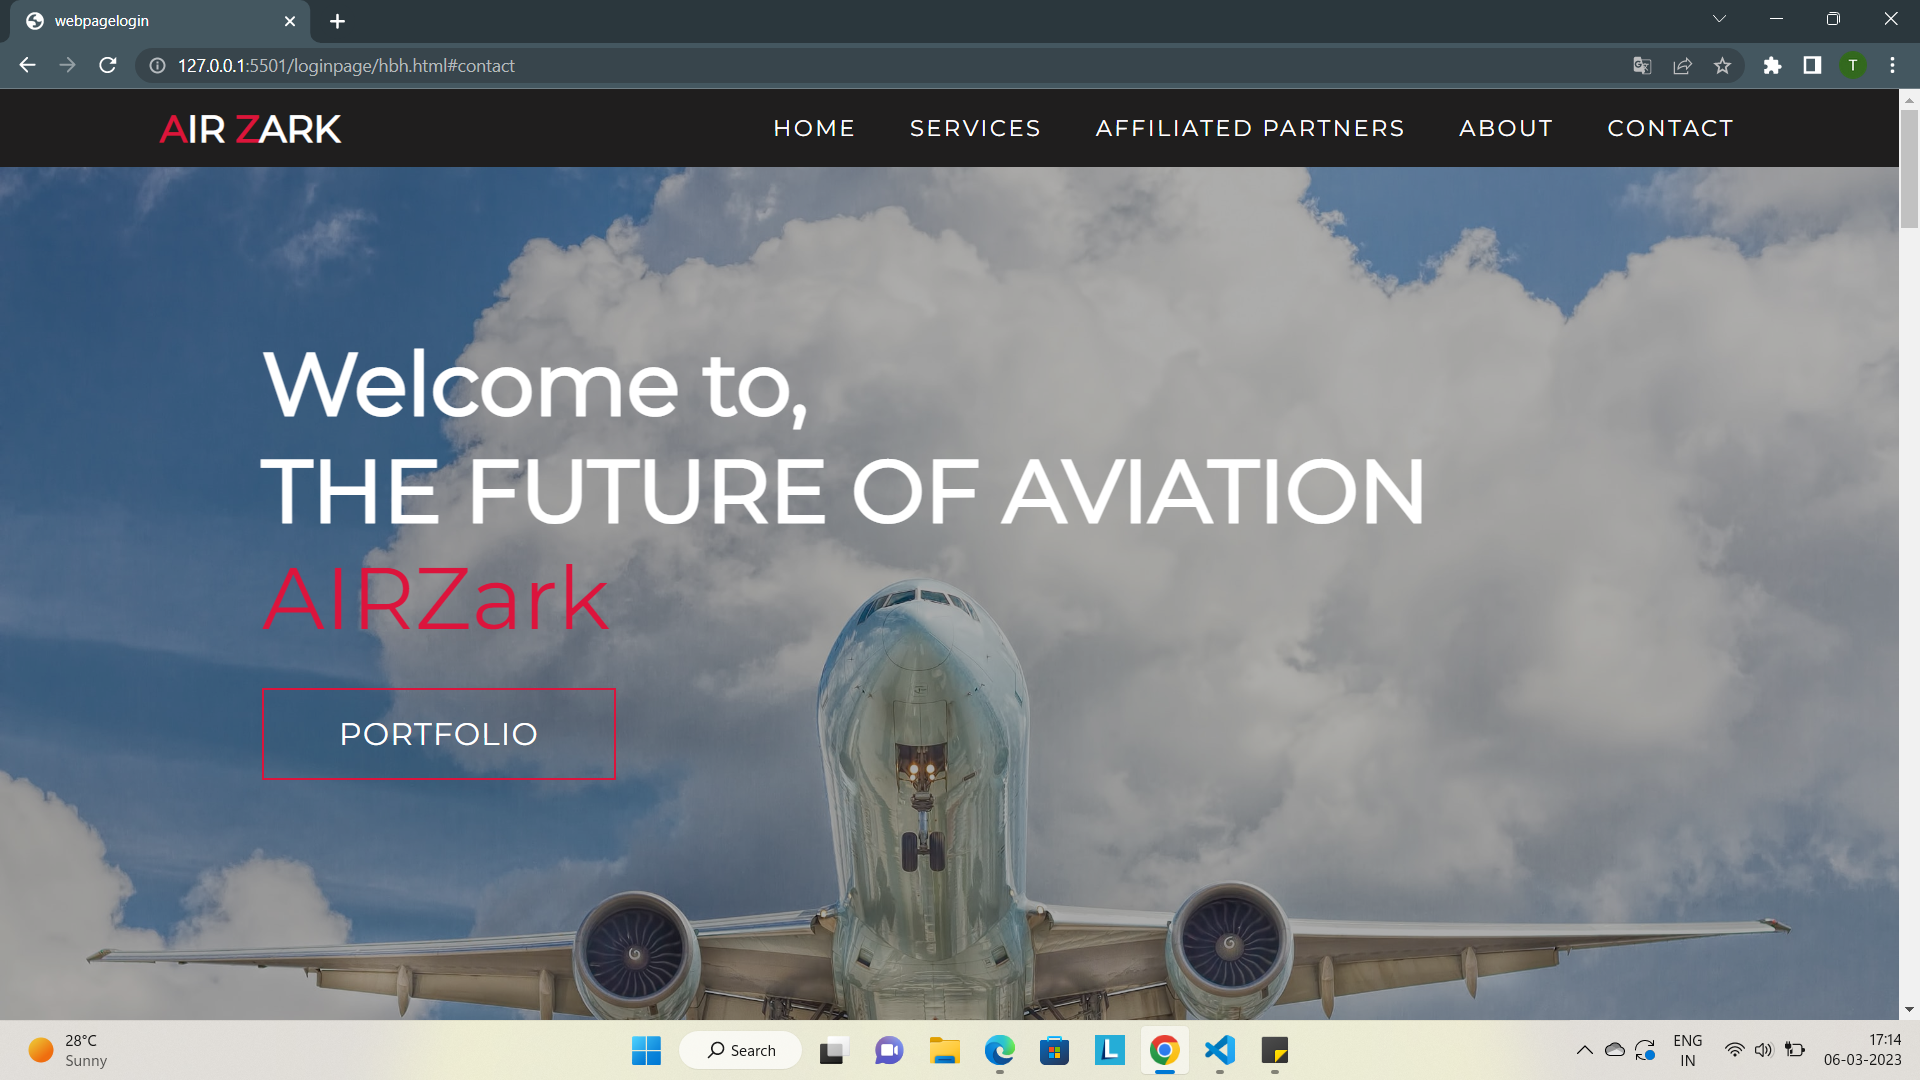 webpagelogin
127.0.0.1:5501/loginpage/hbh.html#contact
T
AIR ZARK
HOME SERVICES AFFILIATED PARTNERS ABOUT CONTACT
Welcome to,
THE FUTURE OF AVIATION
AIRZark
PORTFOLIO
28°C
Sunny
Search
L
ENG
IN
17:14
06-03-2023